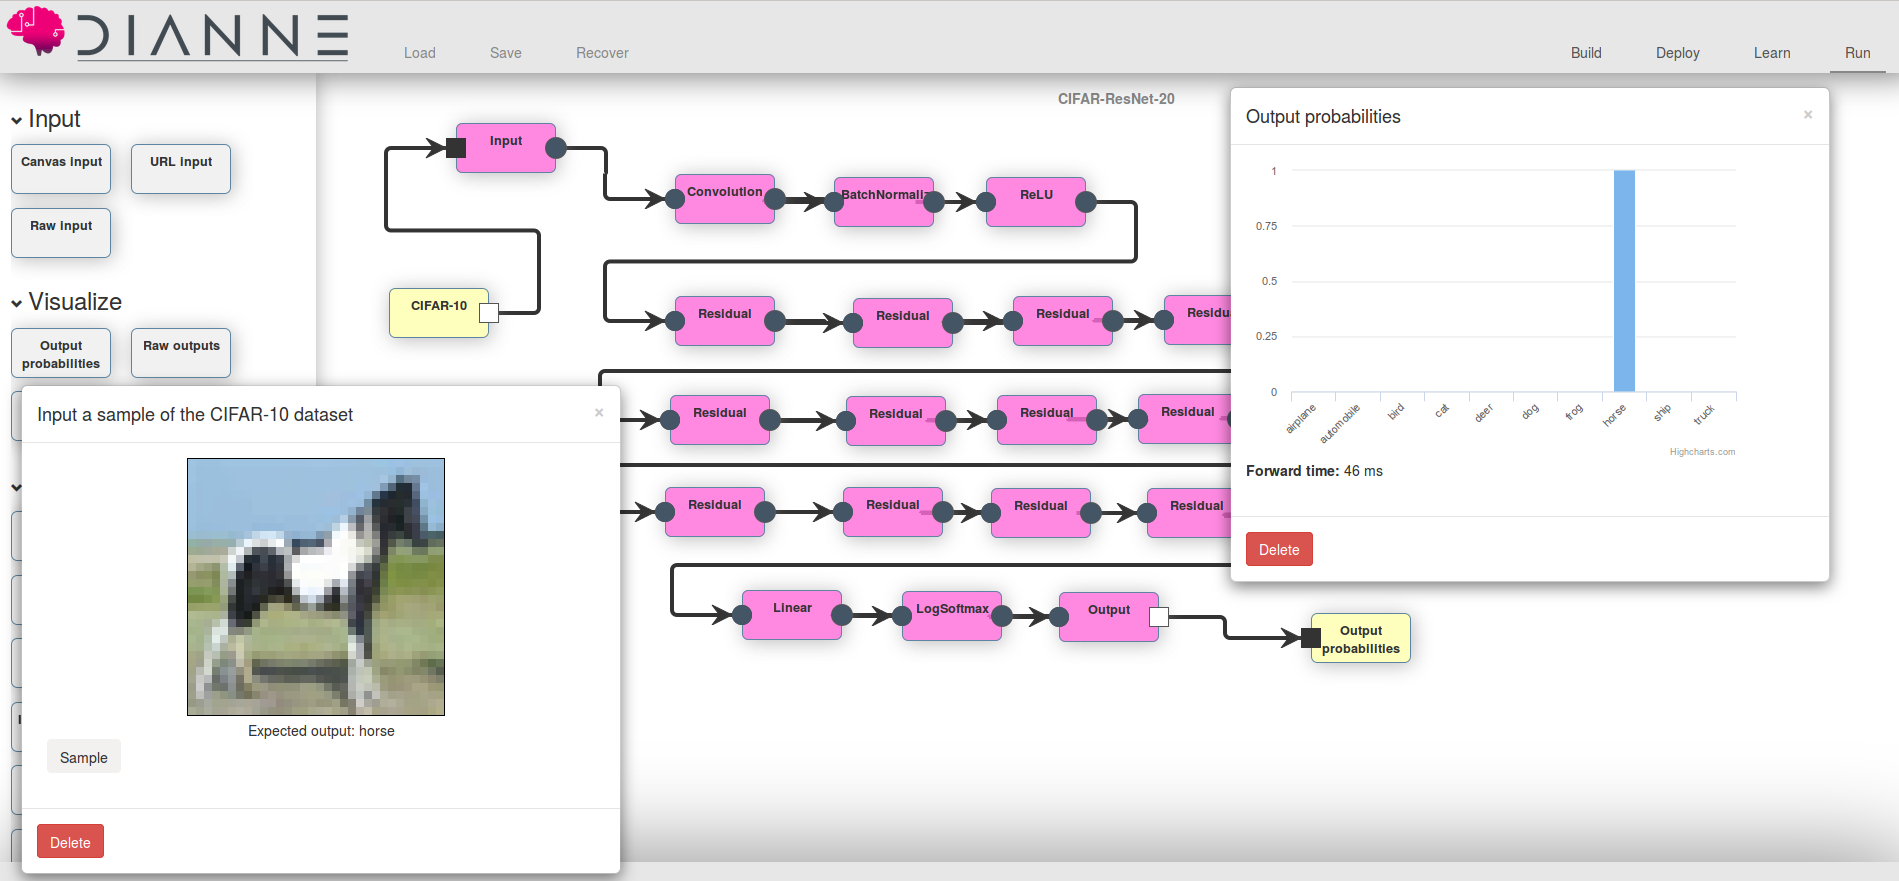 DIANNE
Load Save Recover
Build Deploy Learn Run
Input
Canvas input
URL input
Raw input
Visualize
Output probabilities
Raw outputs
CIFAR-ResNet-20
Input
Convolution
BatchNormaliz
ReLU
CIFAR-10
Residual
Residual
Residual
Residu
Residual
Residual
Residual
Residual
Residual
Residual
Residual
Residual
Linear
LogSoftmax
Output
Output
probabilities
Input a sample of the CIFAR-10 dataset
×
Expected output: horse
Sample
Delete
Output probabilities
×
1
0.75
0.5
0.25
0
airplane
automobile
bird
cat
deer
dog
frog
horse
ship
truck
Highcharts.com
Forward time: 46 ms
Delete